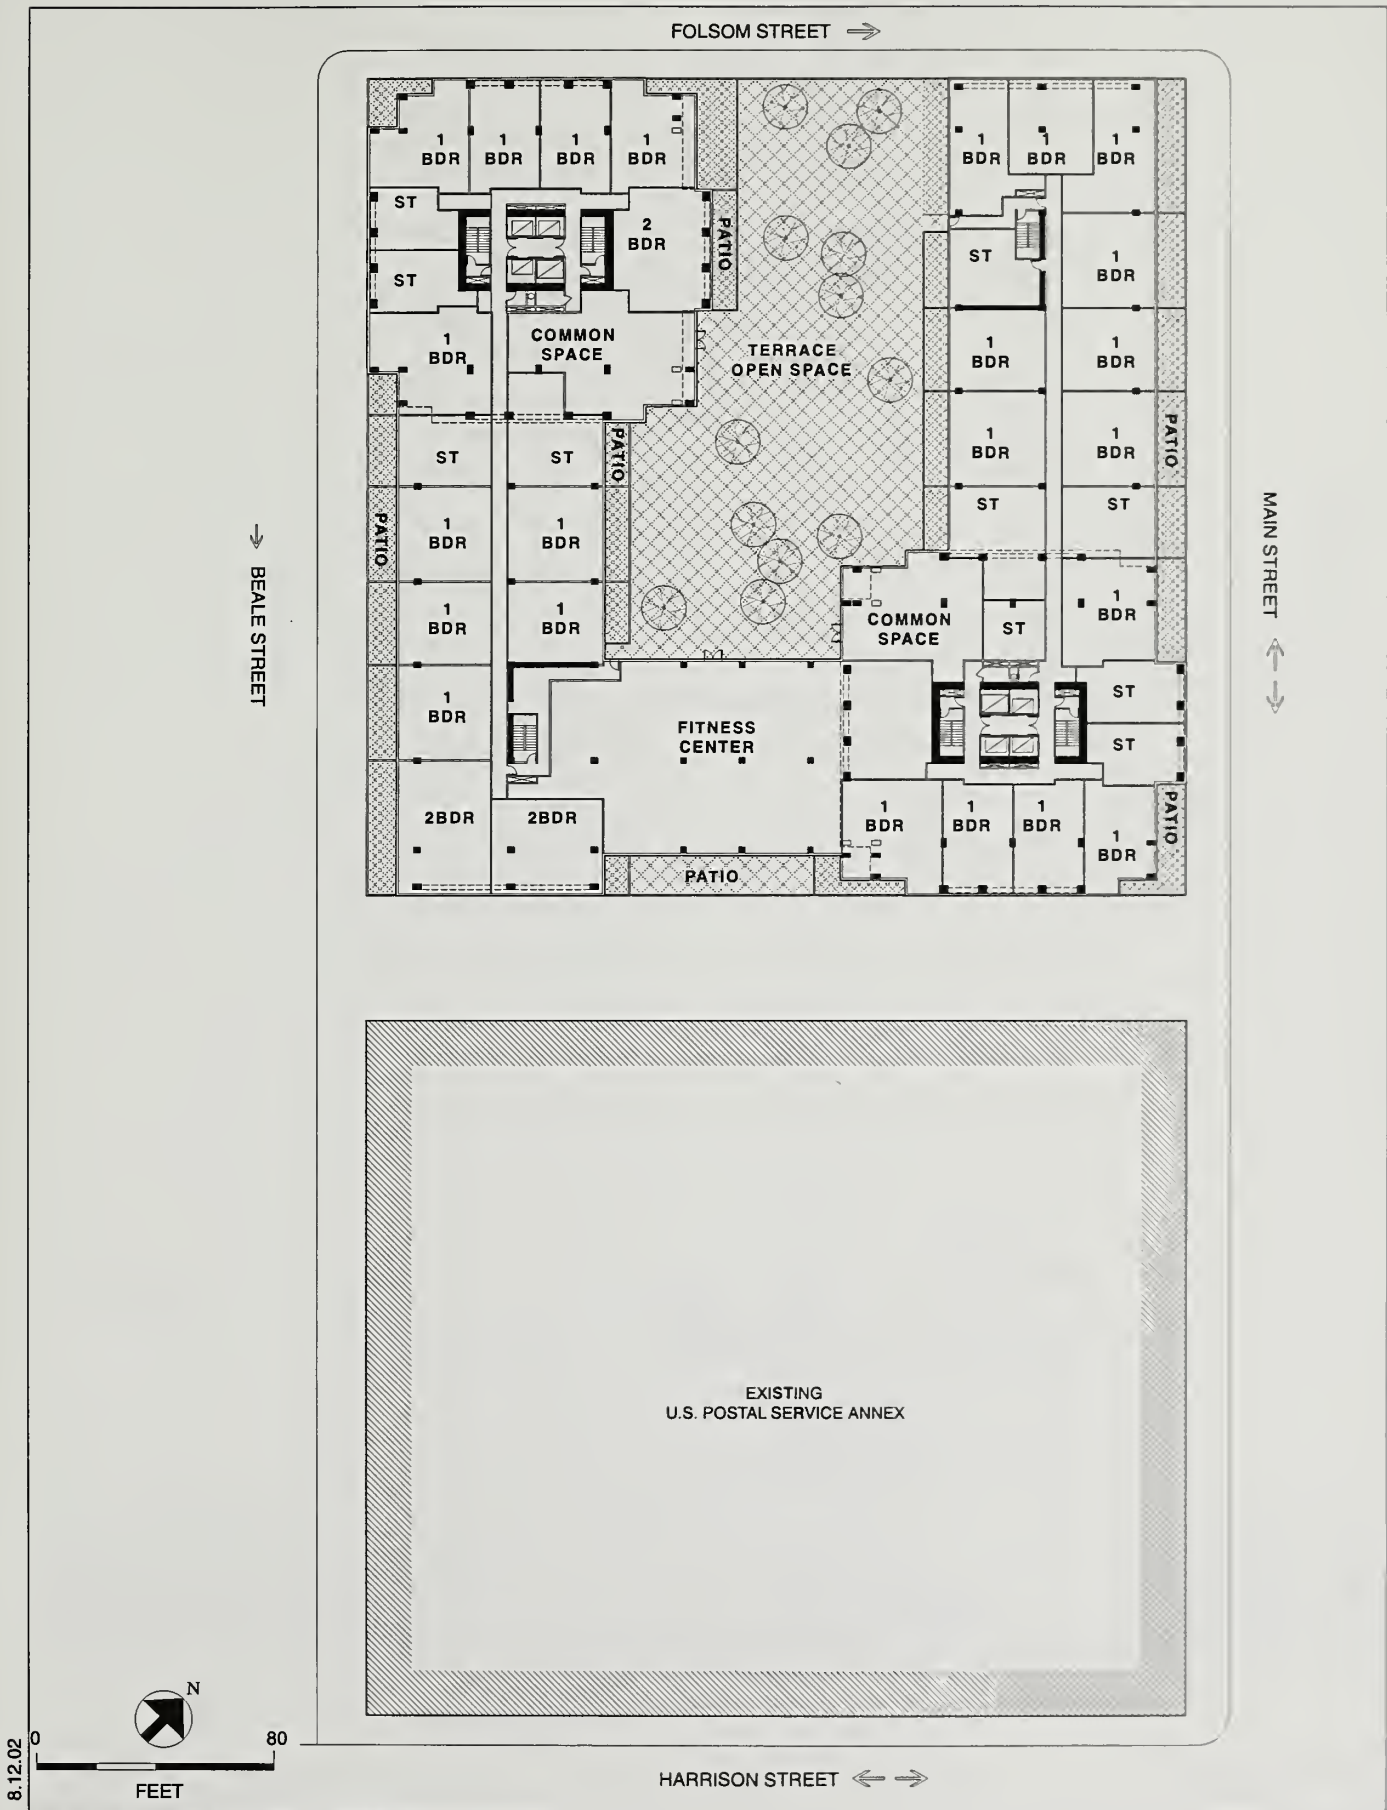 FOLSOM STREET
1
BDR
1
BDR
1
BDR
1
BDR
1
BDR
1
BDR
1
BDR
ST
2
BDR
PATIO
ST
1
BDR
ST
1
BDR
COMMON
SPACE
TERRACE
OPEN SPACE
1
BDR
1
BDR
ST
ST
PATIO
1
BDR
1
BDR
PATIO
ST
ST
PATIO
1
BDR
1
BDR
MAIN STREET
BEALE STREET
1
BDR
1
BDR
COMMON
SPACE
ST
1
BDR
1
BDR
FITNESS
CENTER
ST
ST
2BDR
2BDR
1
BDR
1
BDR
1
BDR
1
BDR
PATIO
PATIO
EXISTING
U.S. POSTAL SERVICE ANNEX
N
0
80
FEET
HARRISON STREET
8.12.02